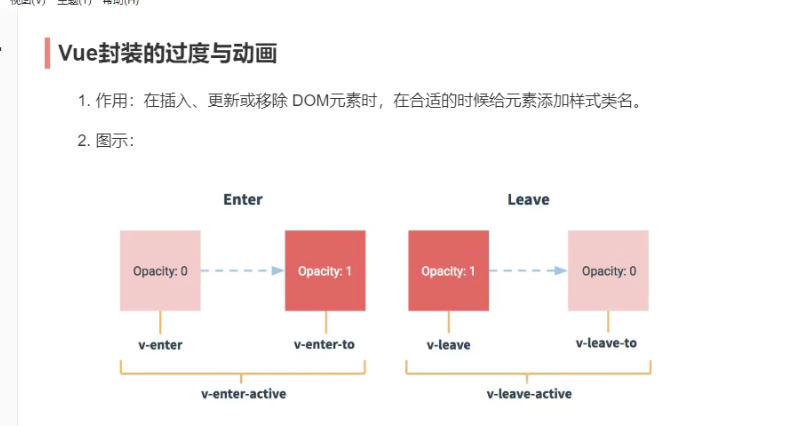 视图(V) 主题(T) 帮助(H)
Vue封装的过度与动画
1. 作用：在插入、更新或移除 DOM元素时，在合适的时候给元素添加样式类名。
2. 图示：
Enter Leave
Opacity: 0 Opacity: 1 Opacity: 1 Opacity: 0
v-enter v-enter-to v-leave v-leave-to
v-enter-active v-leave-active